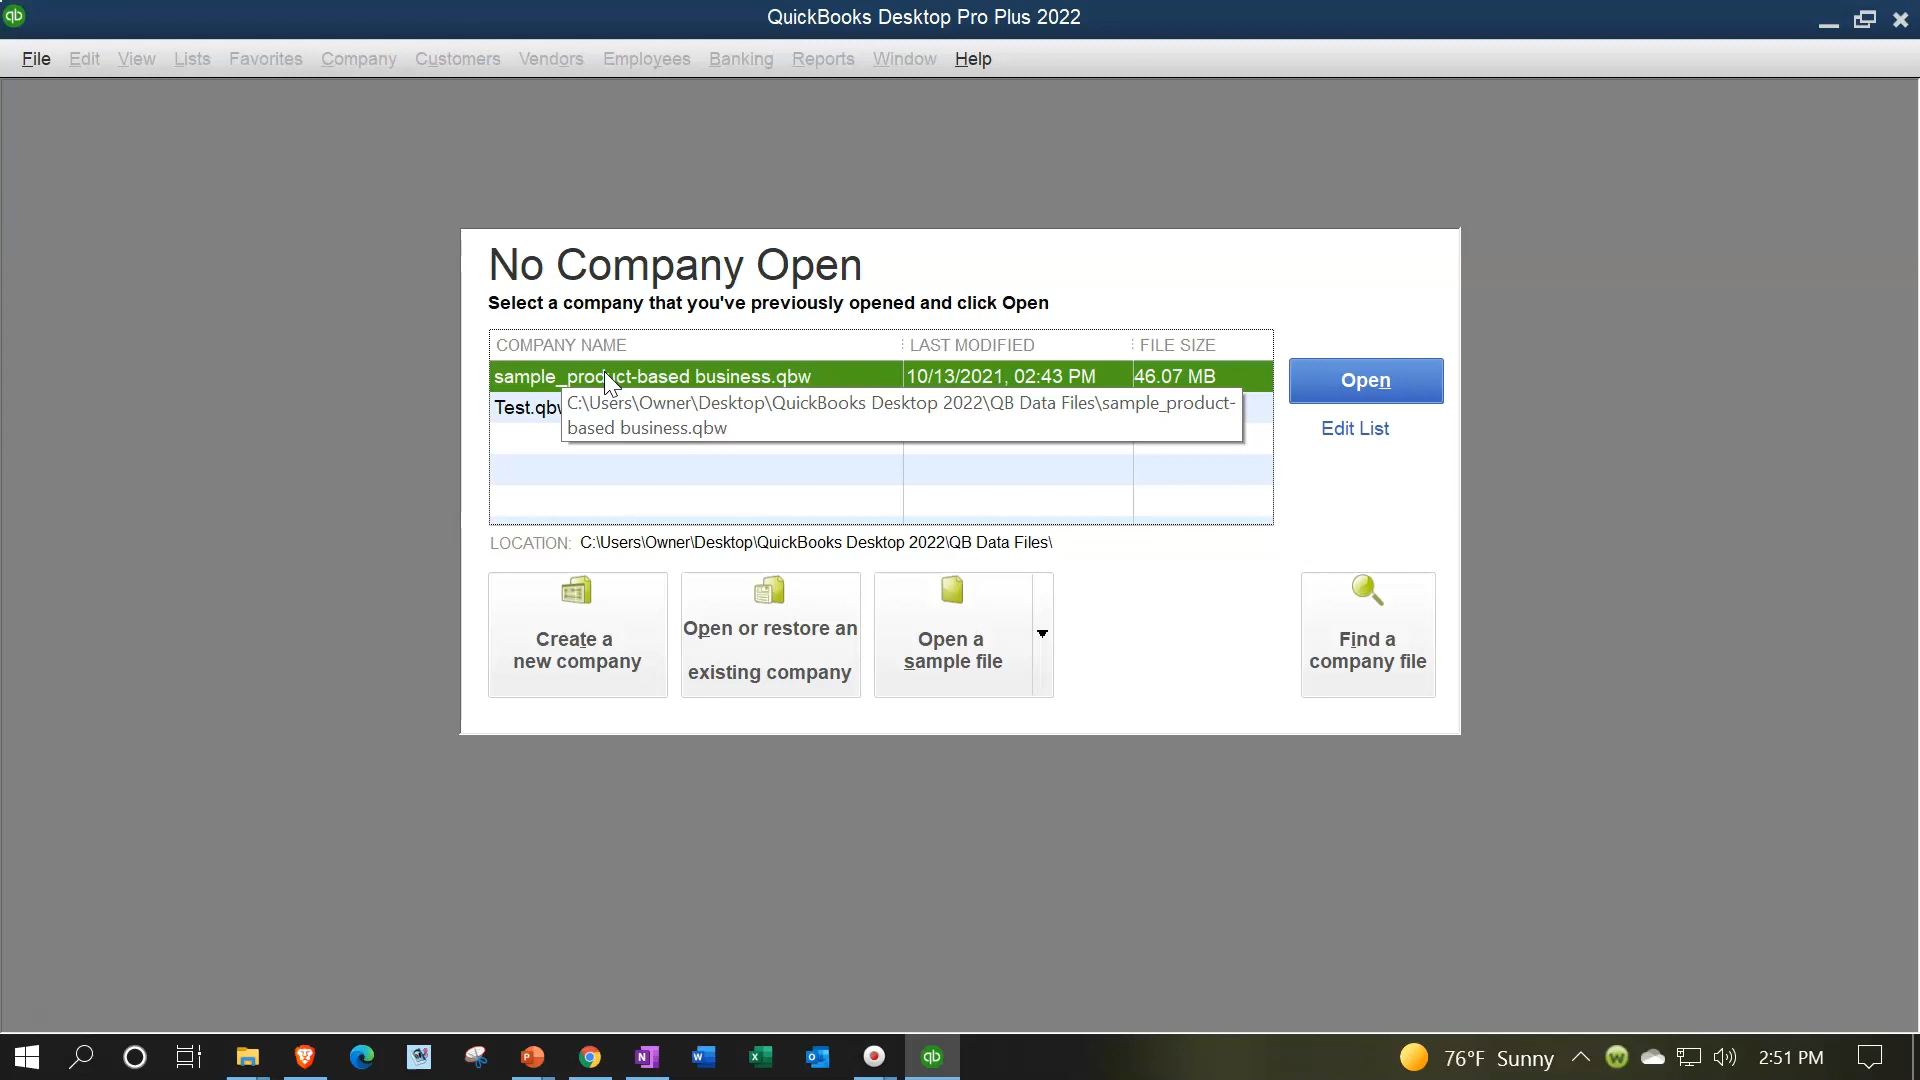 qb
QuickBooks Desktop Pro Plus 2022
File Edit View Lists Favorites Company Customers Vendors Employees Banking Reports Window Help
No Company Open
Select a company that you've previously opened and click Open
COMPANY NAME LAST MODIFIED FILE SIZE
sample_product-based business.qbw 10/13/2021, 02:43 PM 46.07 MB
Open
Test.qbw
C:\Users\Owner\Desktop\QuickBooks Desktop 2022\QB Data Files\sample_product-
based business.qbw
Edit List
LOCATION: C:\Users\Owner\Desktop\QuickBooks Desktop 2022\QB Data Files\
Create a
new company
Open or restore an
existing company
Open a
sample file
Find a
company file
qb
76°F Sunny
2:51 PM